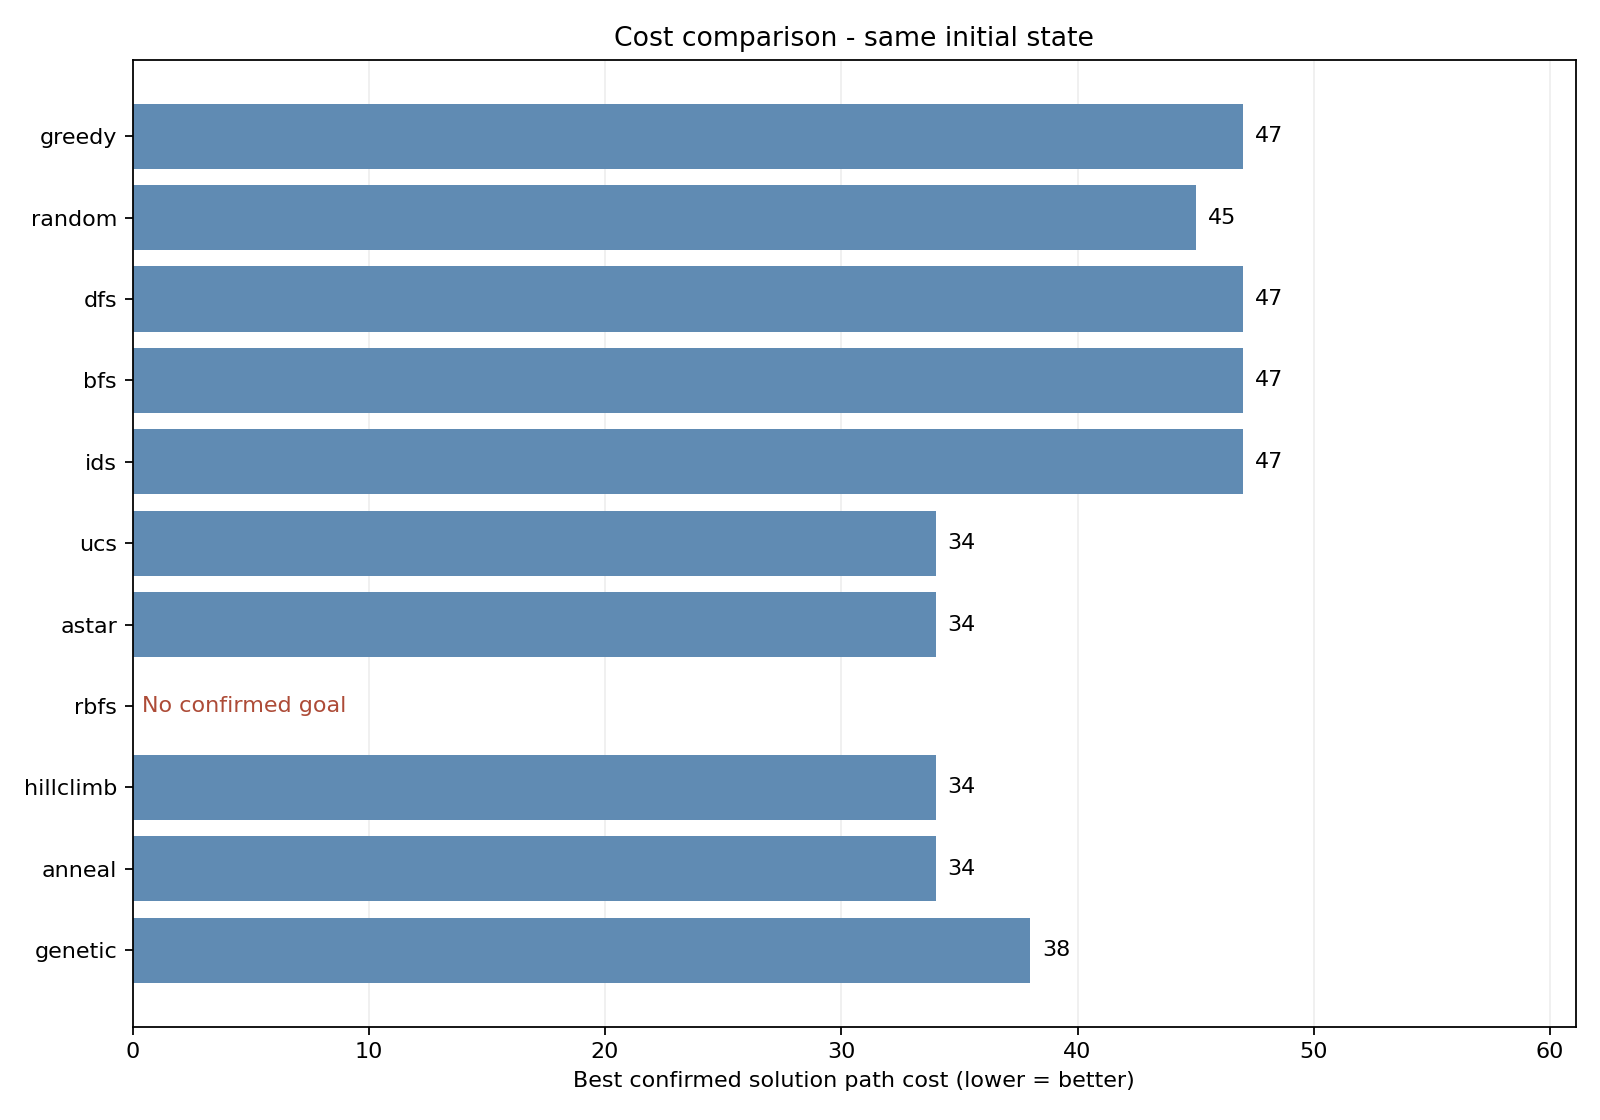 Cost comparison - same initial state
greedy 47
random 45
dfs 47
bfs 47
ids 47
ucs 34
astar 34
rbfs No confirmed goal
hillclimb 34
anneal 34
genetic 38
0 10 20 30 40 50 60
Best confirmed solution path cost (lower = better)